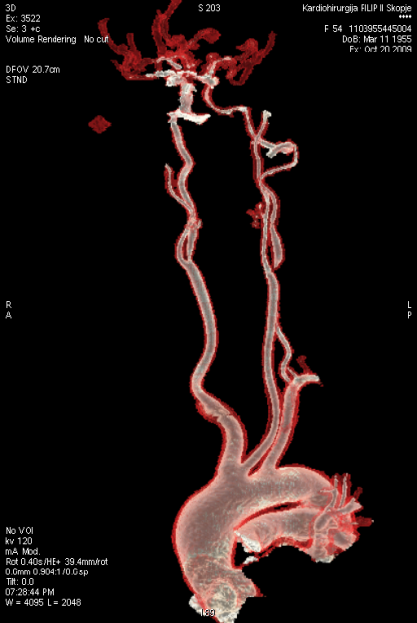 3D
Ex: 3522
Se: 3 +c
Volume Rendering No cut
DFOV 20.7cm
STND
S 203
Kardiohirurgija FILIP II Skopje
****
F 54 1103955445004
DoB: Mar 11 1955
Ex: Oct 20 2009
R
A
L
P
No VOI
kv 120
mA Mod.
Rot 0.40s/HE+ 39.4mm/rot
0.0mm 0.904:1/0.0sp
Tilt: 0.0
07:28:44 PM
W = 4095 L = 2048